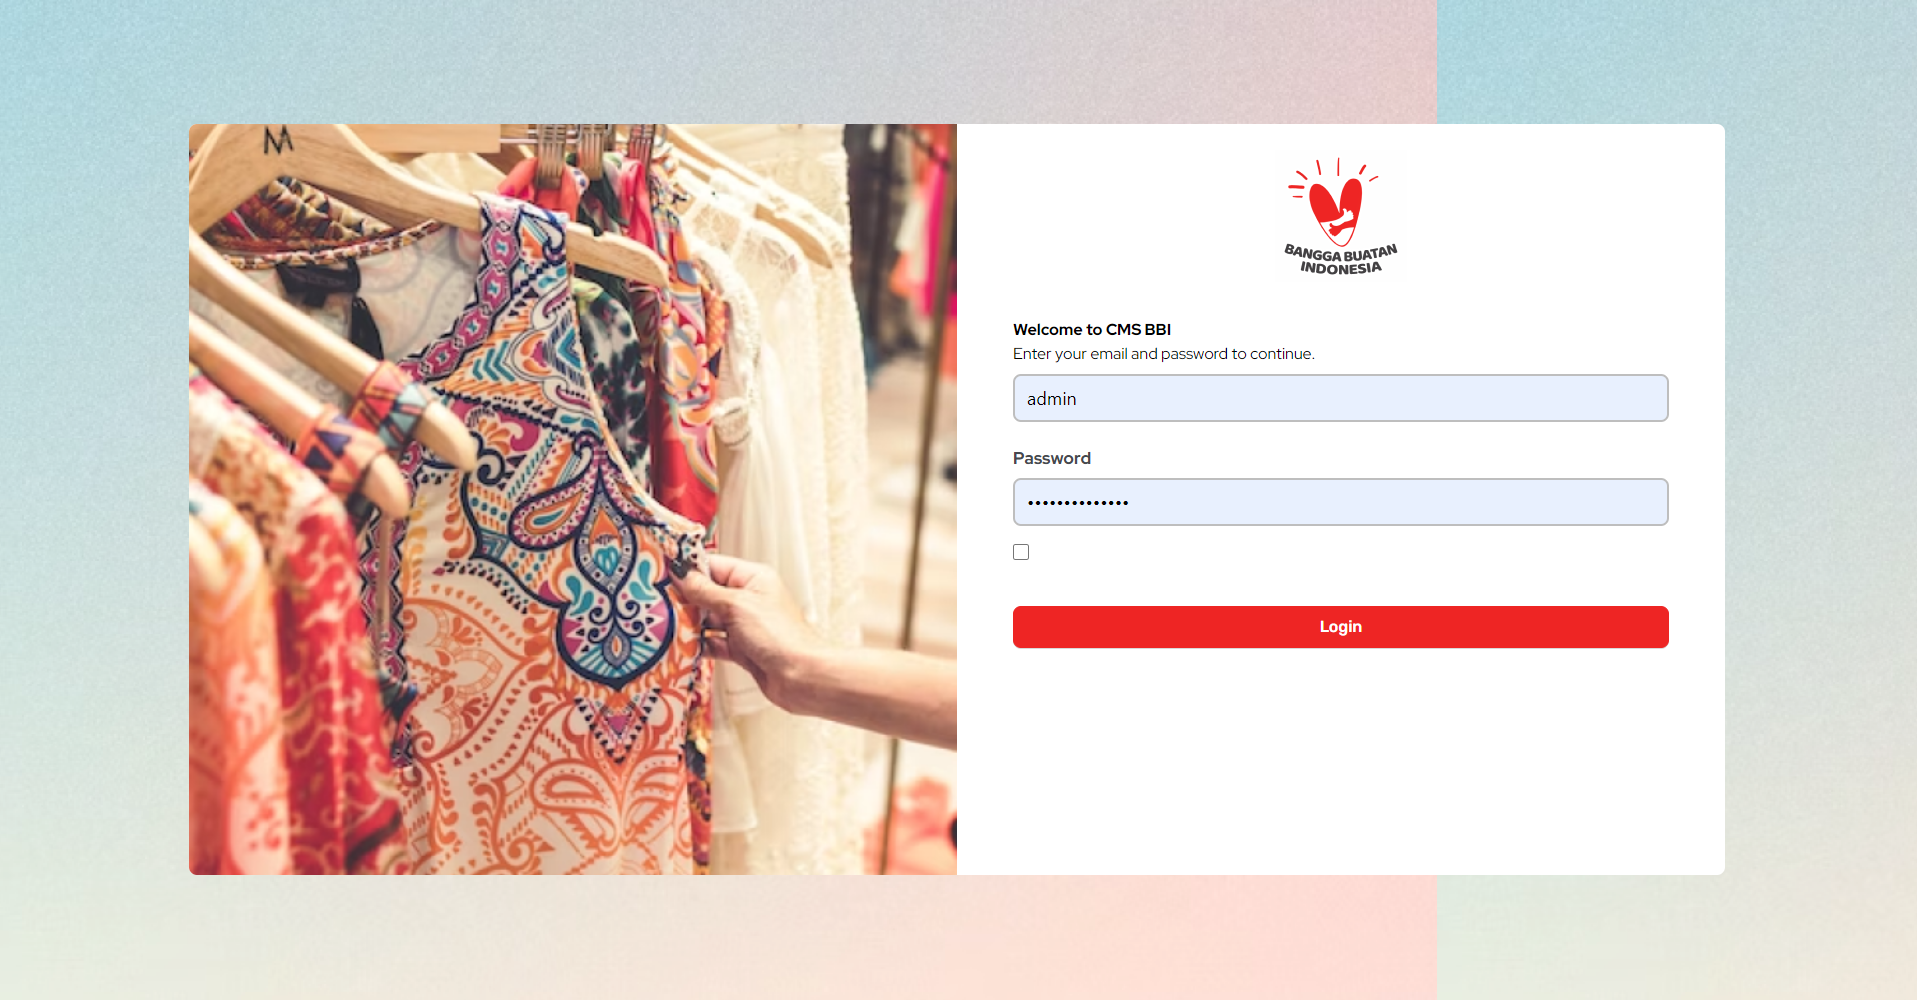 M
BANGGA BUATAN
INDONESIA
Welcome to CMS BBI
Enter your email and password to continue.
admin
Password
••••••••••••••
Login